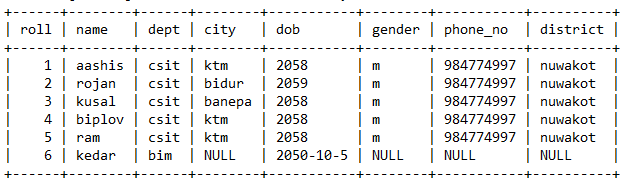 +------+--------+------+--------+-----------+--------+-----------+----------+
| roll | name   | dept | city   | dob       | gender | phone_no  | district |
+------+--------+------+--------+-----------+--------+-----------+----------+
|    1 | aashis | csit | ktm    | 2058      | m      | 984774997 | nuwakot  |
|    2 | rojan  | csit | bidur  | 2059      | m      | 984774997 | nuwakot  |
|    3 | kusal  | csit | banepa | 2058      | m      | 984774997 | nuwakot  |
|    4 | biplov | csit | ktm    | 2058      | m      | 984774997 | nuwakot  |
|    5 | ram    | csit | ktm    | 2058      | m      | 984774997 | nuwakot  |
|    6 | kedar  | bim  | NULL   | 2050-10-5 | NULL   | NULL      | NULL     |
+------+--------+------+--------+-----------+--------+-----------+----------+